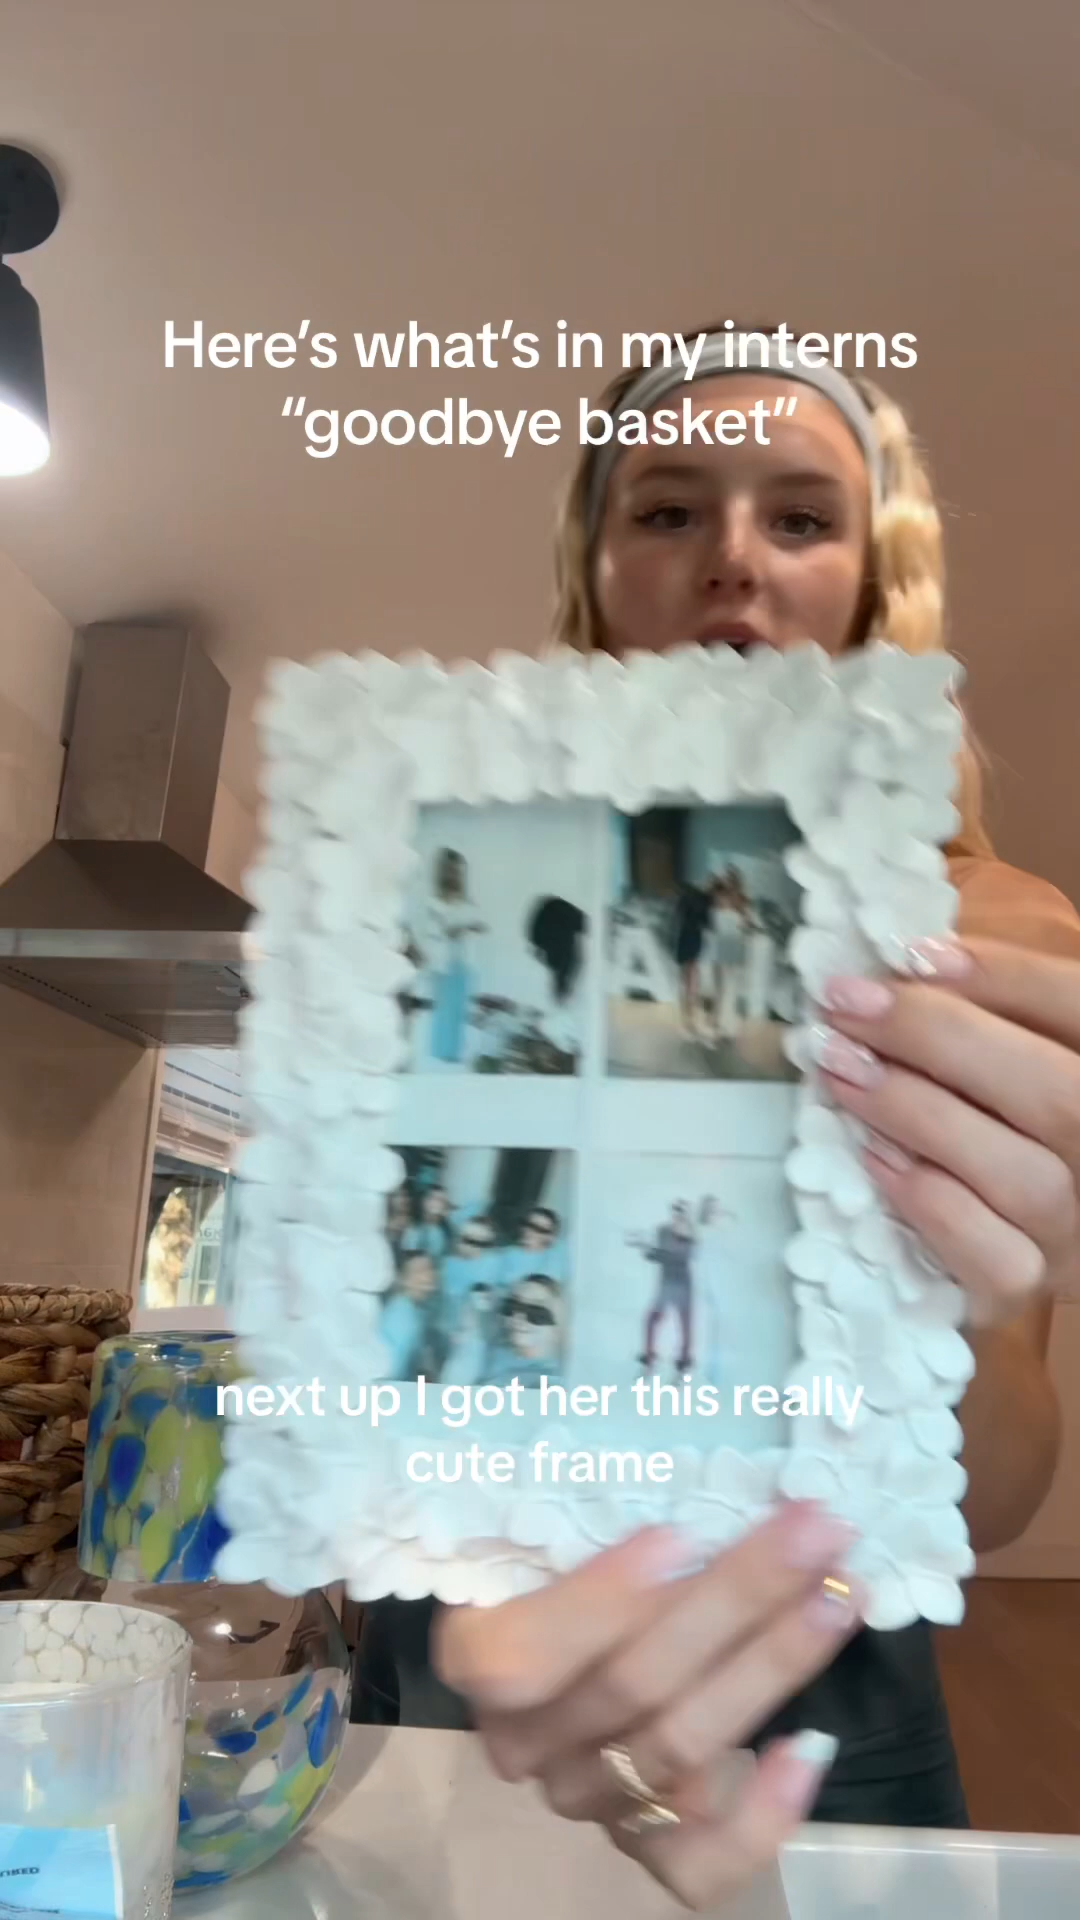 Here's what's in my interns
“goodbye basket”
next up I got her this really
cute frame